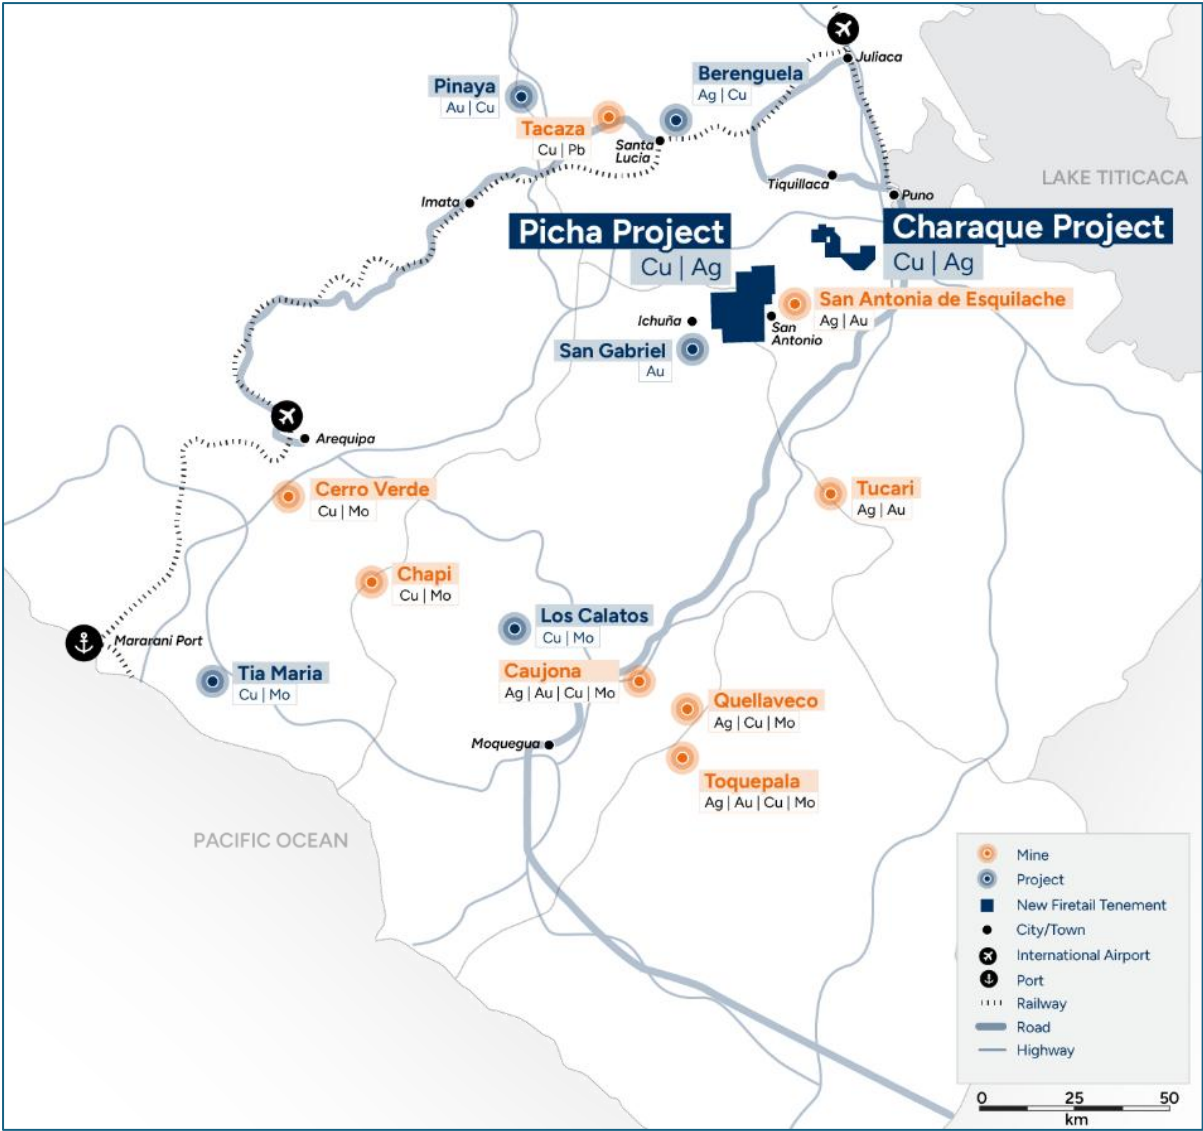 Juliaca
Berenguela
Ag | Cu
Pinaya
Au | Cu
Tacaza
Cu | Pb
Santa
Lucia
Tiquillaca
Puno
LAKE TITICACA
Imata
Picha Project
Cu | Ag
Charaque Project
Cu | Ag
San Antonia de Esquilache
Ag | Au
Ichuña
San
Antonio
San Gabriel
Au
Arequipa
Cerro Verde
Cu | Mo
Tucari
Ag | Au
Chapi
Cu | Mo
Los Calatos
Cu | Mo
Mararani Port
Tia Maria
Cu | Mo
Caujona
Ag | Au | Cu | Mo
Quellaveco
Ag | Cu | Mo
Moquegua
Toquepala
Ag | Au | Cu | Mo
PACIFIC OCEAN
Mine
Project
New Firetail Tenement
City/Town
International Airport
Port
Railway
Road
Highway
0 25 50
km